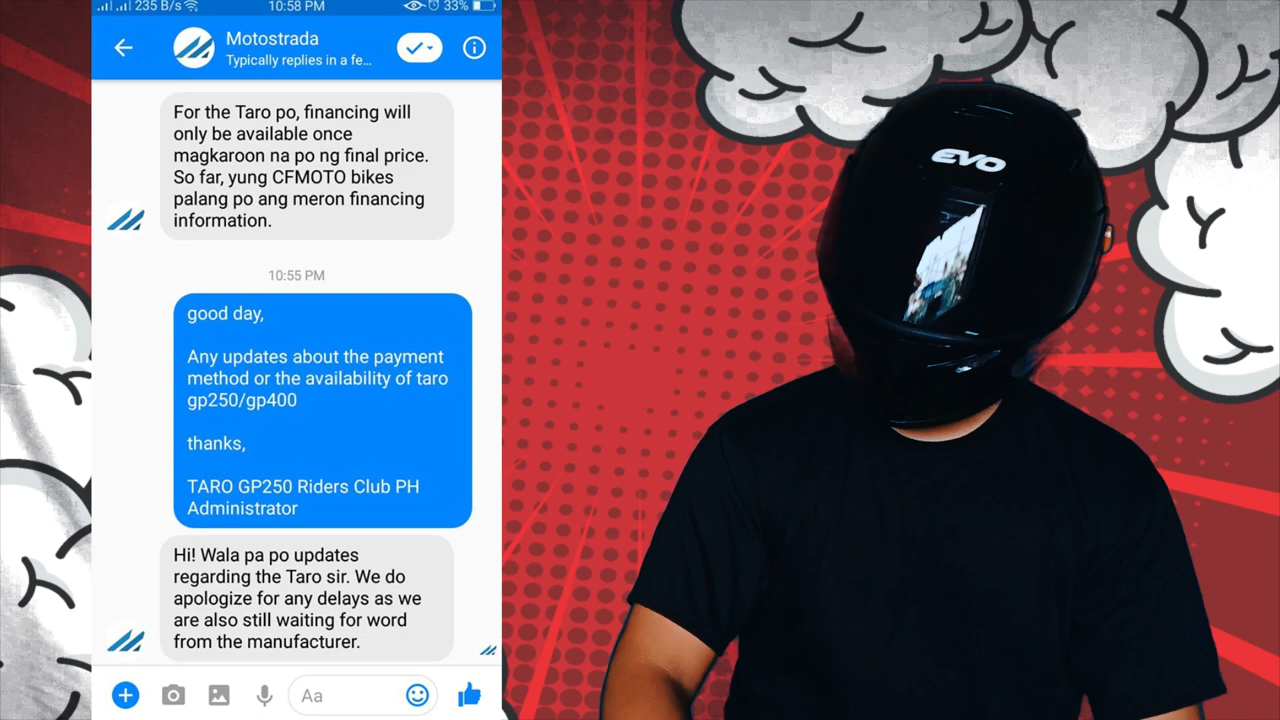 235 B/s
10:58 PM
33%
Motostrada
Typically replies in a fe...
For the Taro po, financing will
only be available once
magkaroon na po ng final price.
So far, yung CFMOTO bikes
palang po ang meron financing
information.
10:55 PM
good day,
Any updates about the payment
method or the availability of taro
gp250/gp400
thanks,
TARO GP250 Riders Club PH
Administrator
Hi! Wala pa po updates
regarding the Taro sir. We do
apologize for any delays as we
are also still waiting for word
from the manufacturer.
Aa
EVO